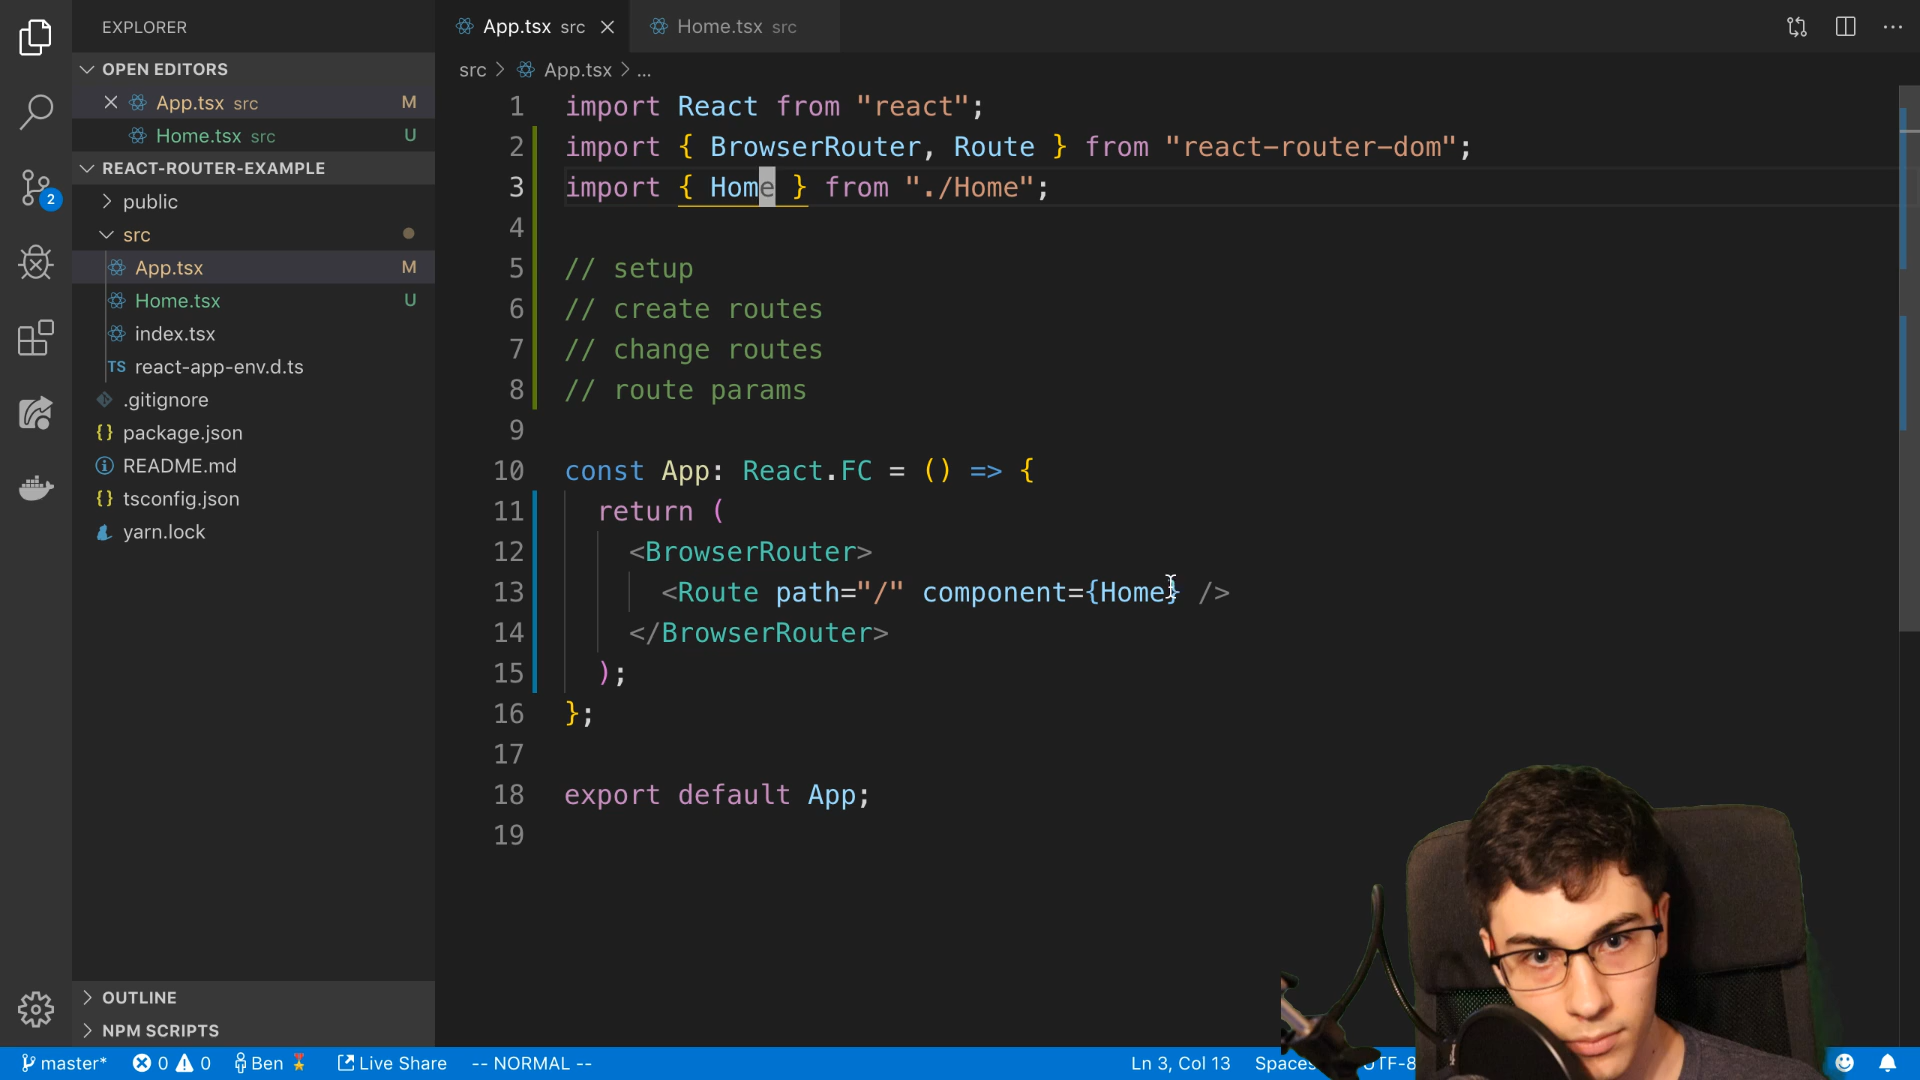 EXPLORER
OPEN EDITORS
App.tsx src M
Home.tsx src U
REACT-ROUTER-EXAMPLE
public
src
App.tsx M
Home.tsx U
index.tsx
TS react-app-env.d.ts
.gitignore
{} package.json
README.md
{} tsconfig.json
yarn.lock
OUTLINE
NPM SCRIPTS
2
App.tsx src
Home.tsx src
src > App.tsx > ...
1 import React from "react";
2 import { BrowserRouter, Route } from "react-router-dom";
3 import { Home } from "./Home";
4
5 // setup
6 // create routes
7 // change routes
8 // route params
9
10 const App: React.FC = () => {
11 return (
12 <BrowserRouter>
13 <Route path="/" component={Home} />
14 </BrowserRouter>
15 );
16 };
17
18 export default App;
19
master* 0 0 Ben Live Share -- NORMAL -- Ln 3, Col 13 Spaces UTF-8